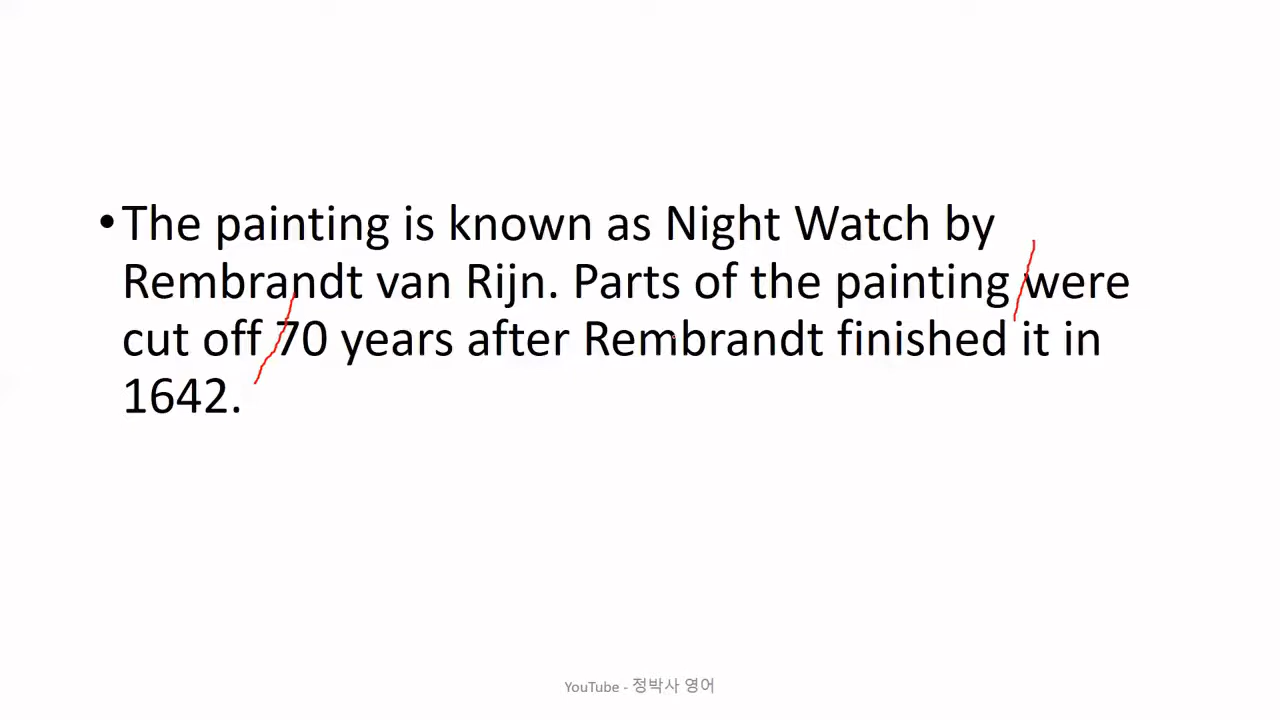 •The painting is known as Night Watch by
Rembrandt van Rijn. Parts of the painting were
cut off 70 years after Rembrandt finished it in
1642.
YouTube - 정박사 영어